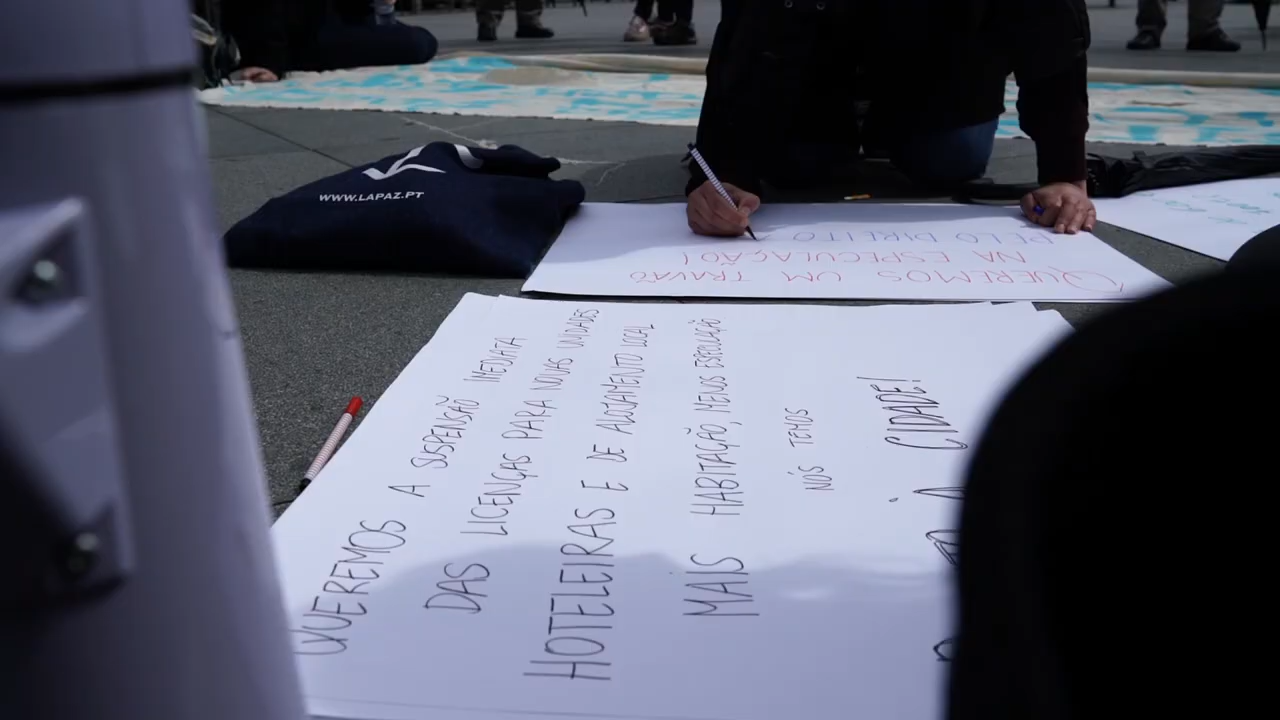 WWW.LAPAZ.PT
QUEREMOS UM TRAVÃO
NA ESPECULAÇÃO!
PELO DIREITO
QUEREMOS A SUSPENSÃO IMEDIATA
DAS LICENÇAS PARA NOVAS UNIDADES
HOTELEIRAS E DE ALOJAMENTO LOCAL
MAIS HABITAÇÃO, MENOS ESPECULAÇÃO
NÓS TEMOS
CIDADE!